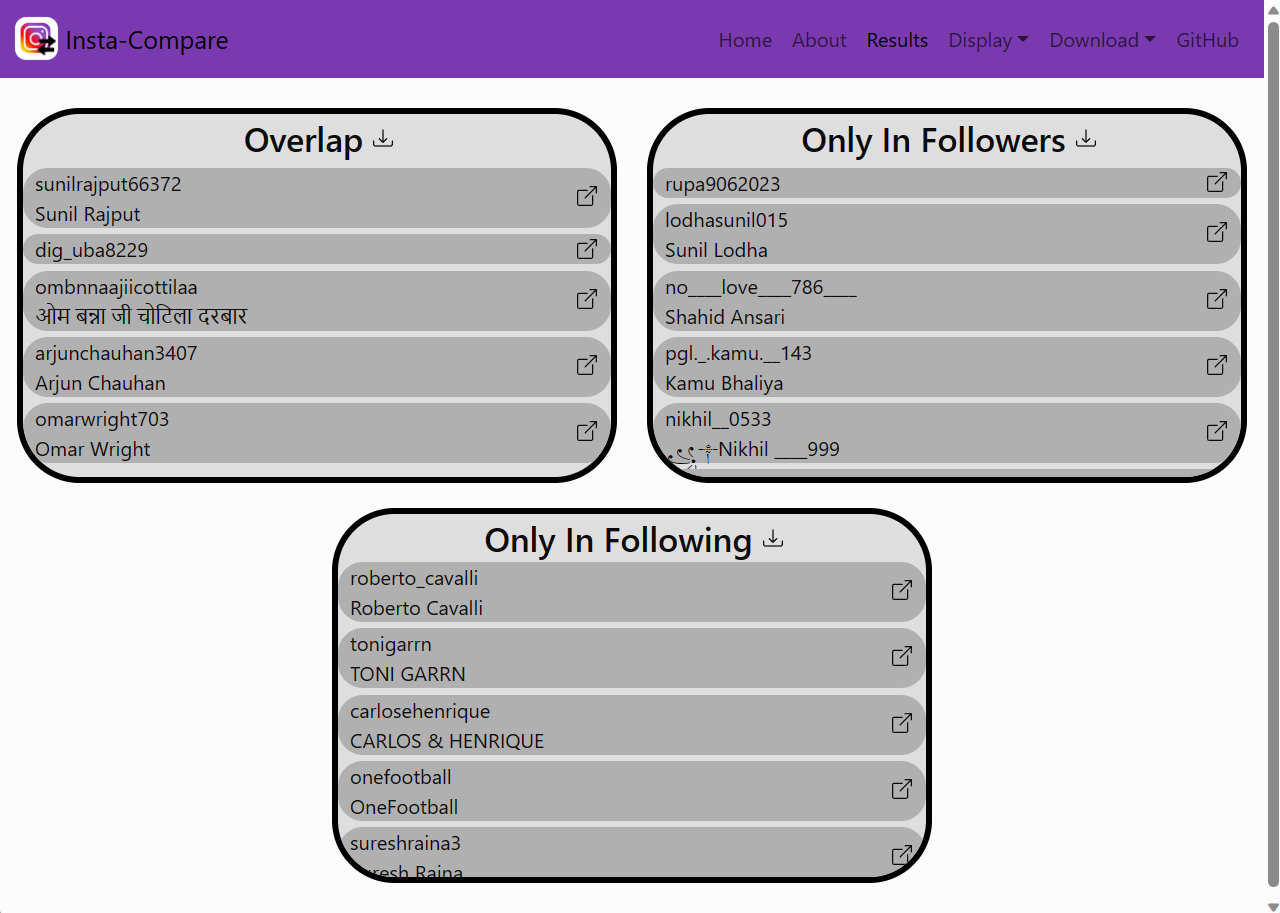 Insta-Compare
Home About Results Display Download GitHub
Overlap
sunilrajput66372
Sunil Rajput
dig_uba8229
ombnnaajiicottilaa
ओम बन्ना जी चोटिला दरबार
arjunchauhan3407
Arjun Chauhan
omarwright703
Omar Wright
Only In Followers
rupa9062023
lodhasunil015
Sunil Lodha
no____love____786____
Shahid Ansari
pgl._.kamu.__143
Kamu Bhaliya
nikhil__0533
Nikhil ____999
Only In Following
roberto_cavalli
Roberto Cavalli
tonigarrn
TONI GARRN
carlosehenrique
CARLOS & HENRIQUE
onefootball
OneFootball
sureshraina3
Suresh Raina